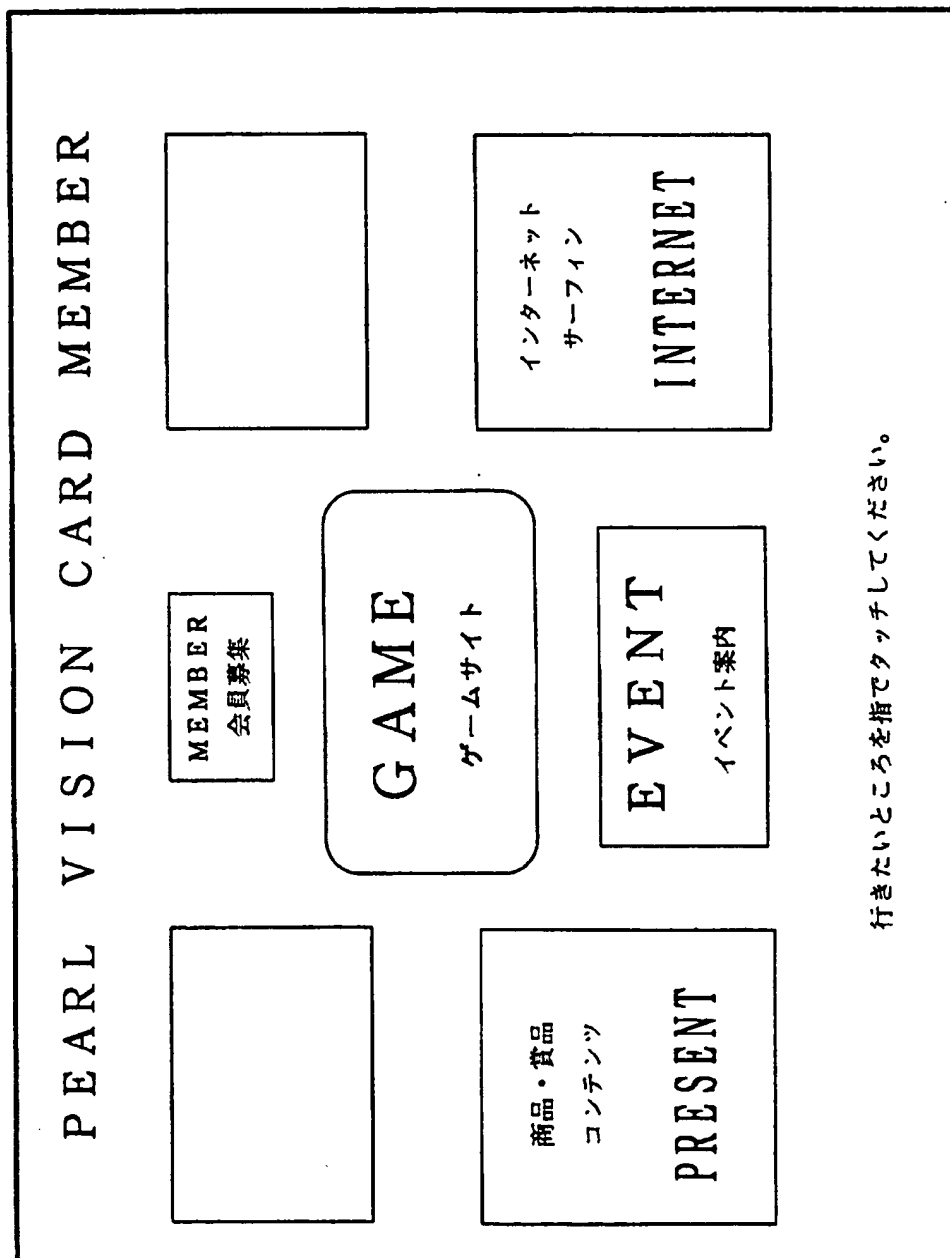 PEARL VISION CARD MEMBER
MEMBER
会員募集
GAME
ゲームサイト
商品・賞品
コンテンツ
PRESENT
EVENT
イベント案内
インターネット
サーフィン
INTERNET
行きたいところを指でタッチしてください。